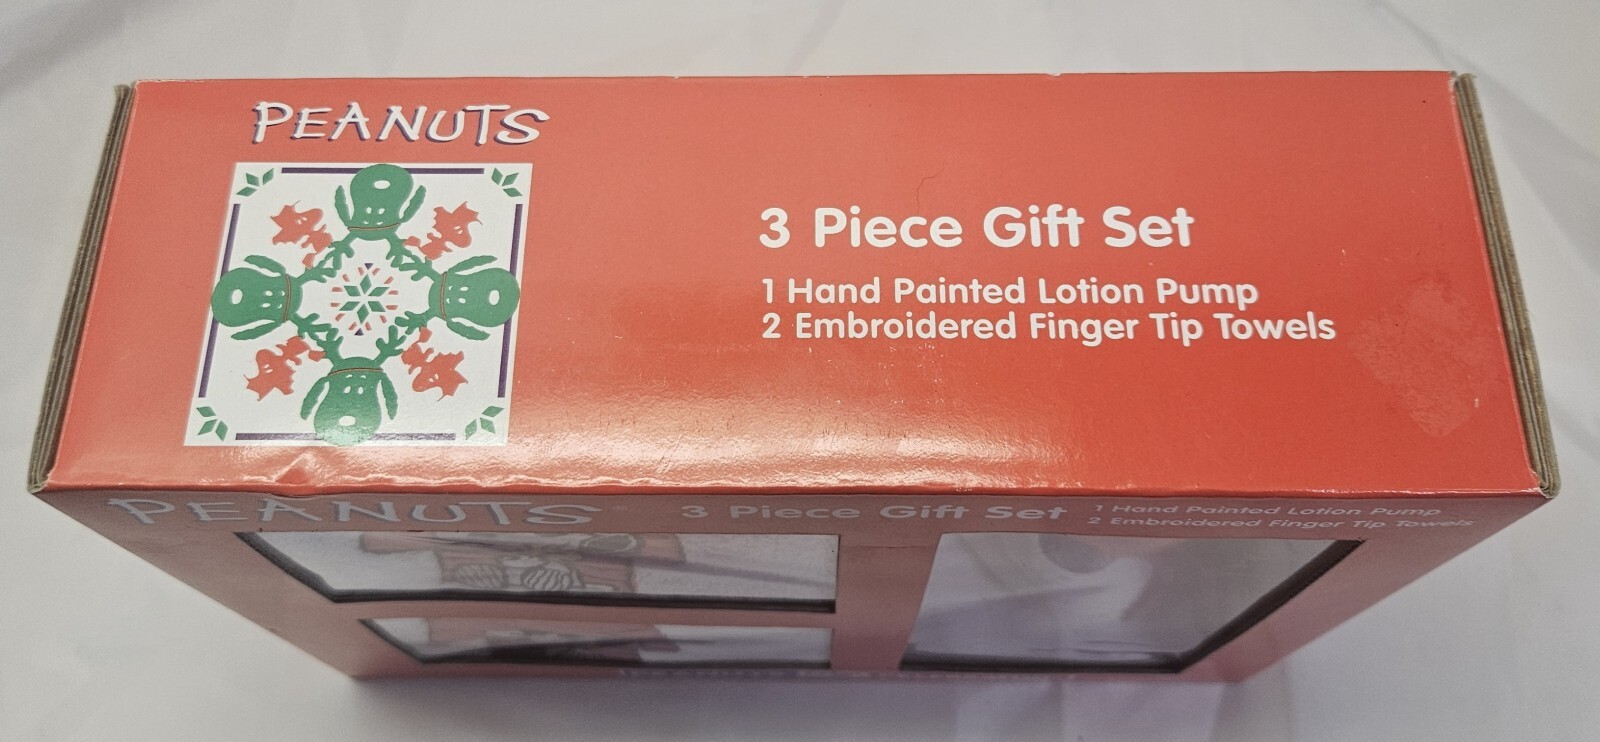 PEANUTS
3 Piece Gift Set
1 Hand Painted Lotion Pump
2 Embroidered Finger Tip Towels
PEANUTS®
3 Piece Gift Set
1 Hand Painted Lotion Pump
2 Embroidered Finger Tip Towels